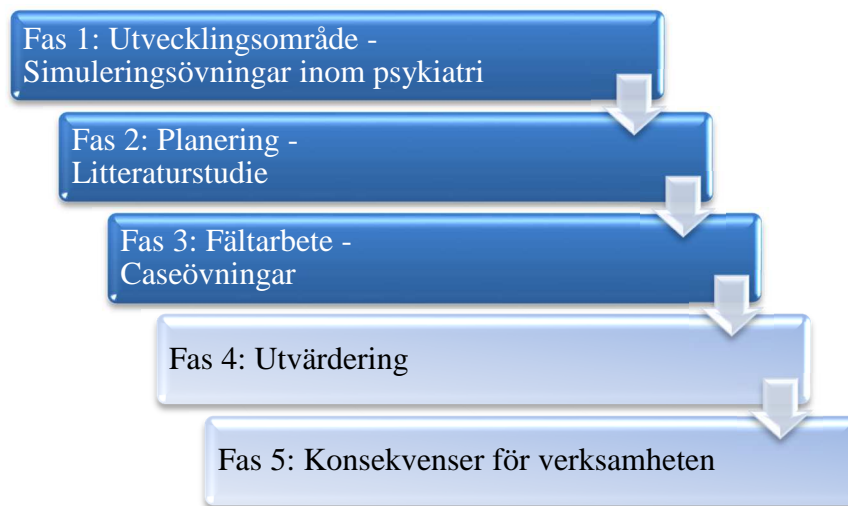 Fas 1: Utvecklingsområde -
Simuleringsövningar inom psykiatri
Fas 2: Planering -
Litteraturstudie
Fas 3: Fältarbete -
Caseövningar
Fas 4: Utvärdering
Fas 5: Konsekvenser för verksamheten